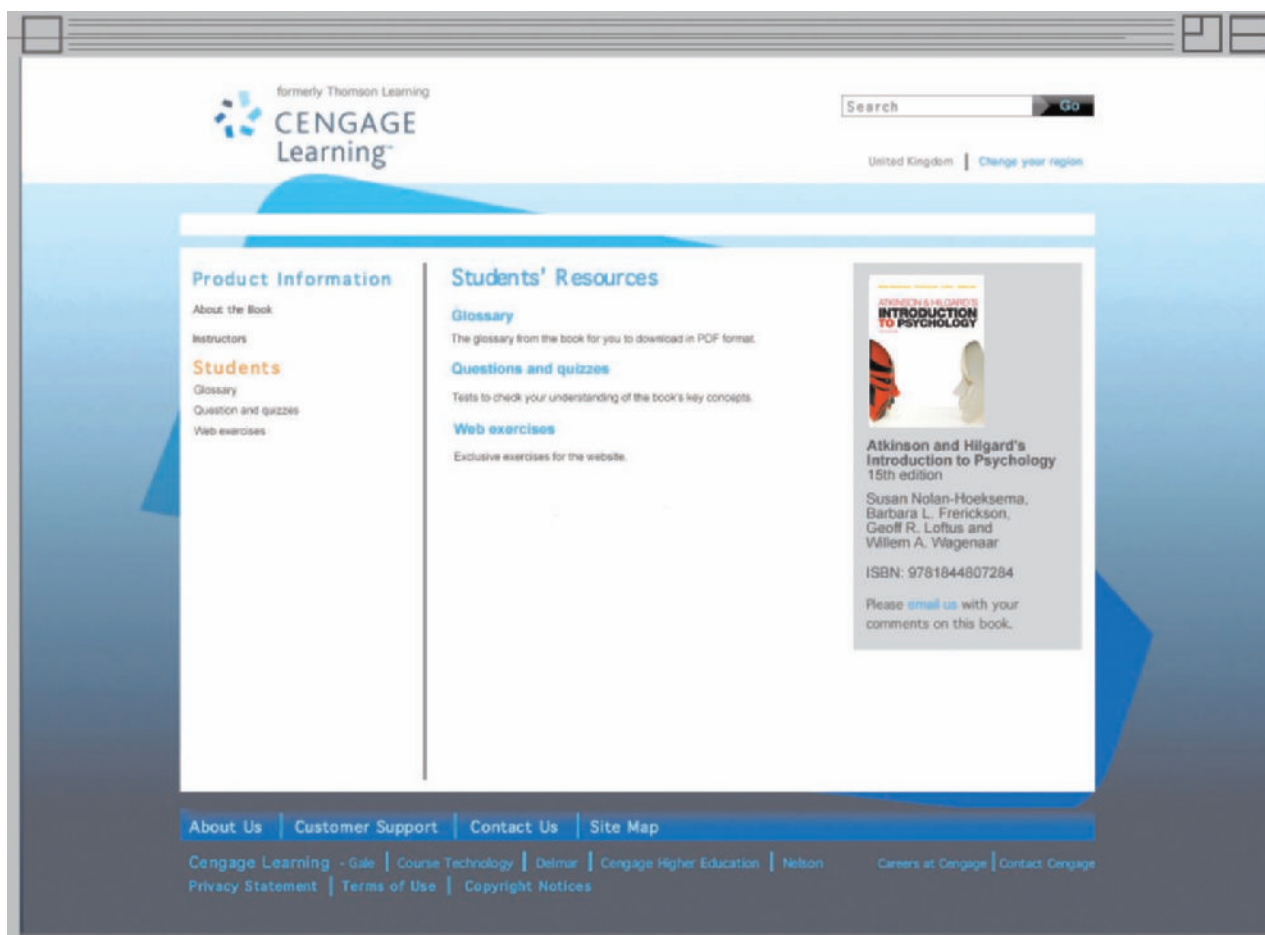 formerly Thomson Learning
CENGAGE
Learning™
Search
Go
United Kingdom | Change your region
Product Information
About the Book
Instructors
Students
Glossary
Question and quizzes
Web exercises
Students' Resources
Glossary
The glossary from the book for you to download in PDF format.
Questions and quizzes
Tests to check your understanding of the book's key concepts.
Web exercises
Exclusive exercises for the website.
ATKINSON & HILGARD'S
INTRODUCTION
TO PSYCHOLOGY
Atkinson and Hilgard's
Introduction to Psychology
15th edition
Susan Nolan-Hoeksema,
Barbara L. Frerickson,
Geoff R. Loftus and
Willem A. Wagenaar
ISBN: 9781844807284
Please email us with your
comments on this book.
About Us | Customer Support | Contact Us | Site Map
Cengage Learning - Gale | Course Technology | Delmar | Cengage Higher Education | Nelson
Careers at Cengage | Contact Cengage
Privacy Statement | Terms of Use | Copyright Notices